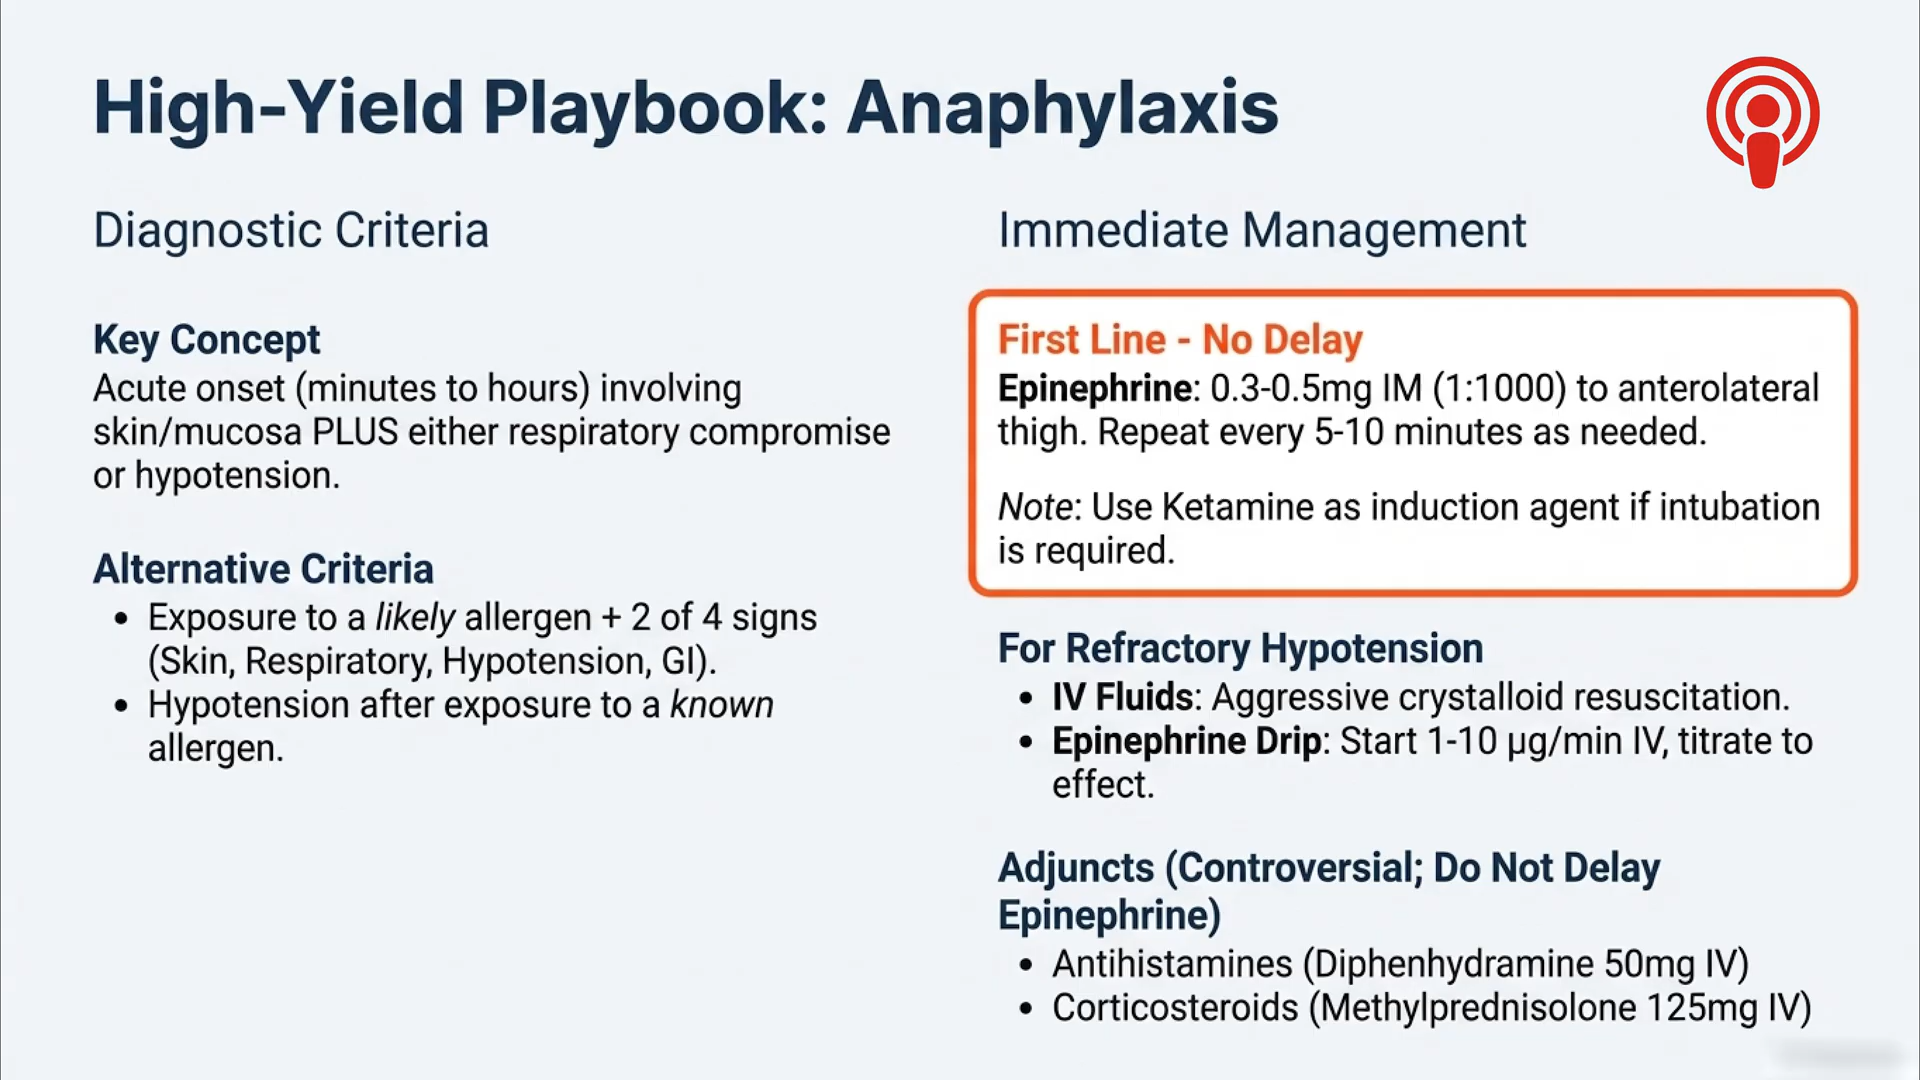 High-Yield Playbook: Anaphylaxis
Diagnostic Criteria
Key Concept
Acute onset (minutes to hours) involving
skin/mucosa PLUS either respiratory compromise
or hypotension.
Alternative Criteria
• Exposure to a likely allergen + 2 of 4 signs
(Skin, Respiratory, Hypotension, GI).
• Hypotension after exposure to a known
allergen.
Immediate Management
First Line - No Delay
Epinephrine: 0.3-0.5mg IM (1:1000) to anterolateral
thigh. Repeat every 5-10 minutes as needed.
Note: Use Ketamine as induction agent if intubation
is required.
For Refractory Hypotension
• IV Fluids: Aggressive crystalloid resuscitation.
• Epinephrine Drip: Start 1-10 µg/min IV, titrate to
effect.
Adjuncts (Controversial; Do Not Delay
Epinephrine)
• Antihistamines (Diphenhydramine 50mg IV)
• Corticosteroids (Methylprednisolone 125mg IV)